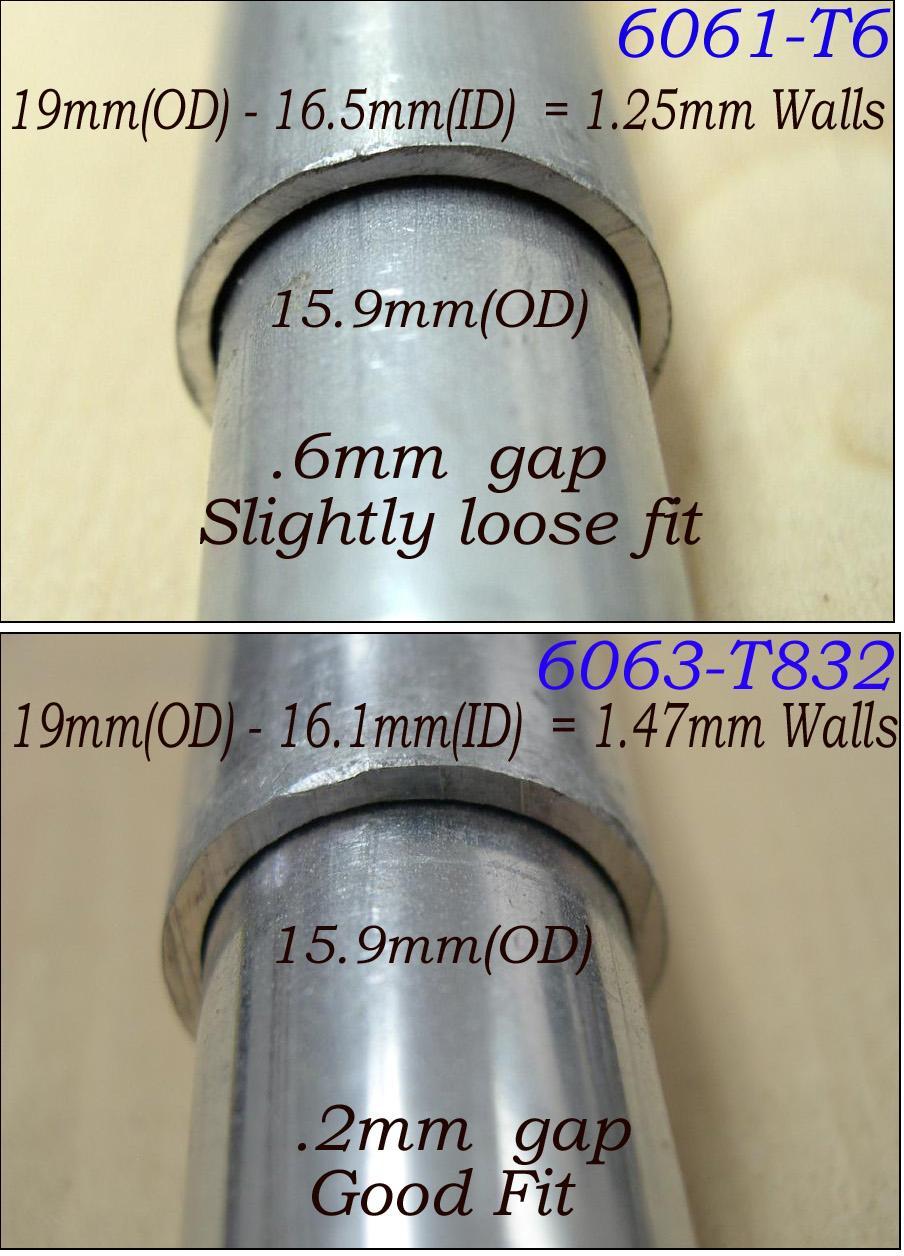 6061-T6
19mm(OD) - 16.5mm(ID) = 1.25mm Walls
15.9mm(OD)
.6mm gap
Slightly loose fit
6063-T832
19mm(OD) - 16.1mm(ID) = 1.47mm Walls
15.9mm(OD)
.2mm gap
Good Fit